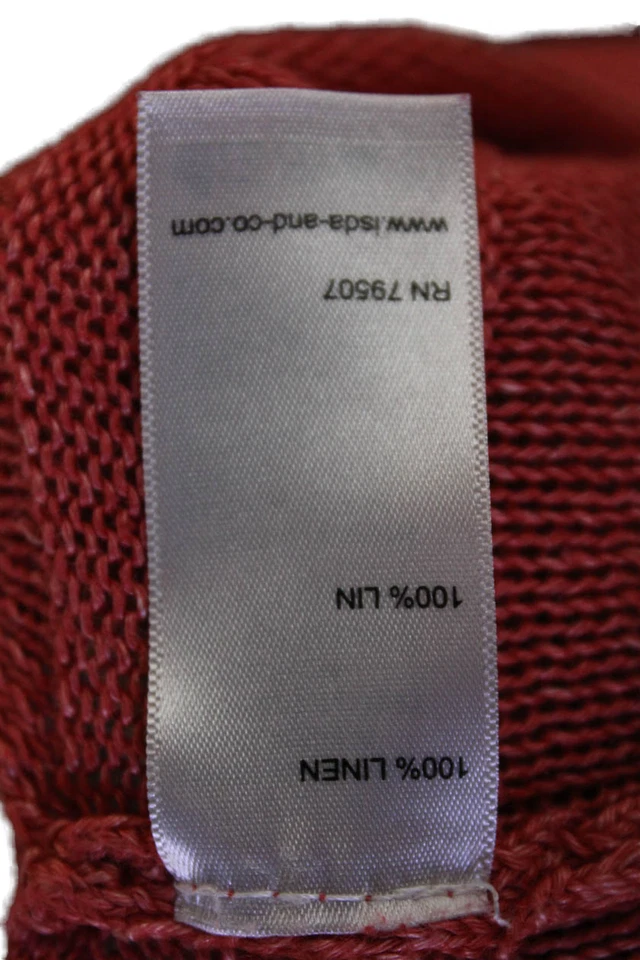 100% LINEN
100% LIN
RN 79507
www.isda-and-co.com